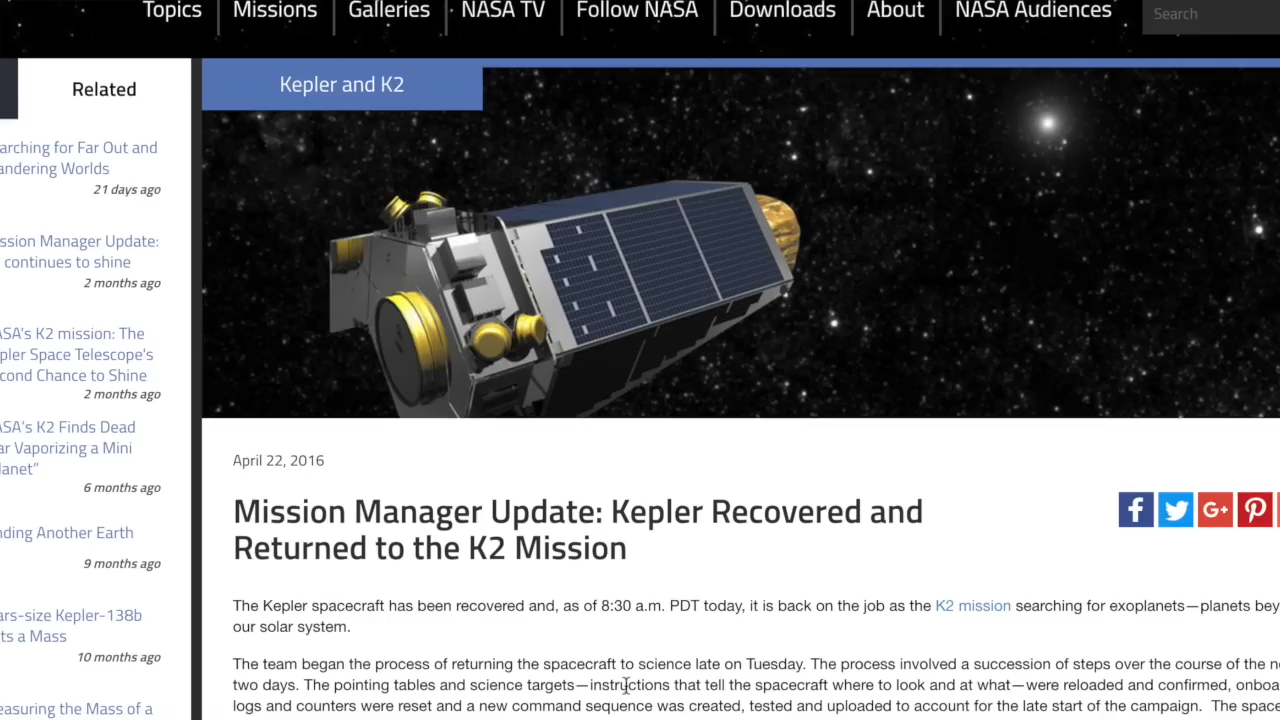 Topics Missions Galleries NASA TV Follow NASA Downloads About NASA Audiences Search
Related
arching for Far Out and
andering Worlds
21 days ago
ssion Manager Update:
continues to shine
2 months ago
ASA's K2 mission: The
pler Space Telescope's
cond Chance to Shine
2 months ago
ASA's K2 Finds Dead
ar Vaporizing a Mini
lanet”
6 months ago
nding Another Earth
9 months ago
ars-size Kepler-138b
ts a Mass
10 months ago
easuring the Mass of a
Kepler and K2
April 22, 2016
Mission Manager Update: Kepler Recovered and
Returned to the K2 Mission
The Kepler spacecraft has been recovered and, as of 8:30 a.m. PDT today, it is back on the job as the K2 mission searching for exoplanets—planets bey
our solar system.
The team began the process of returning the spacecraft to science late on Tuesday. The process involved a succession of steps over the course of the ne
two days. The pointing tables and science targets—instructions that tell the spacecraft where to look and at what—were reloaded and confirmed, onboa
logs and counters were reset and a new command sequence was created, tested and uploaded to account for the late start of the campaign. The space